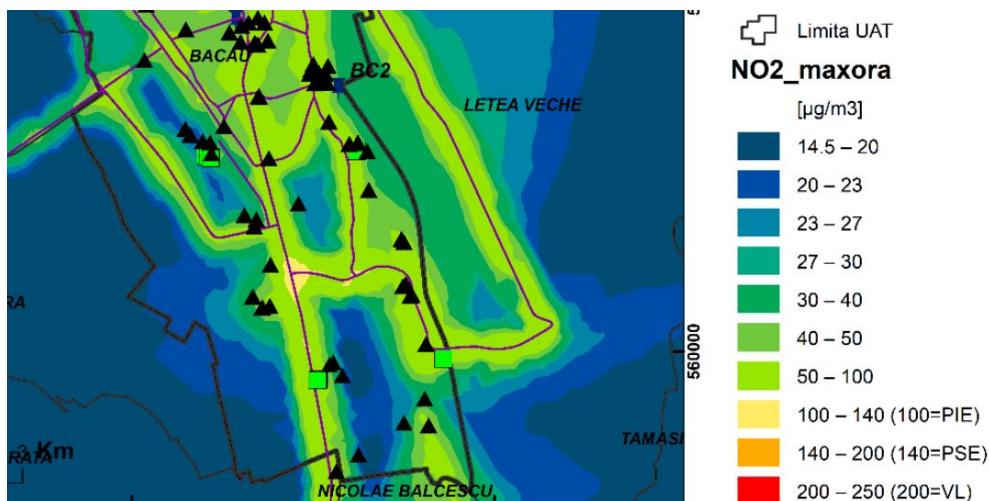 BACAU
BC2
LETEA VECHE
560000
TAMASI
RA
RATA
3 Km
NICOLAE BALCESCU
Limita UAT
NO2_maxora
[µg/m3]
14.5 – 20
20 – 23
23 – 27
27 – 30
30 – 40
40 – 50
50 – 100
100 – 140 (100=PIE)
140 – 200 (140=PSE)
200 – 250 (200=VL)